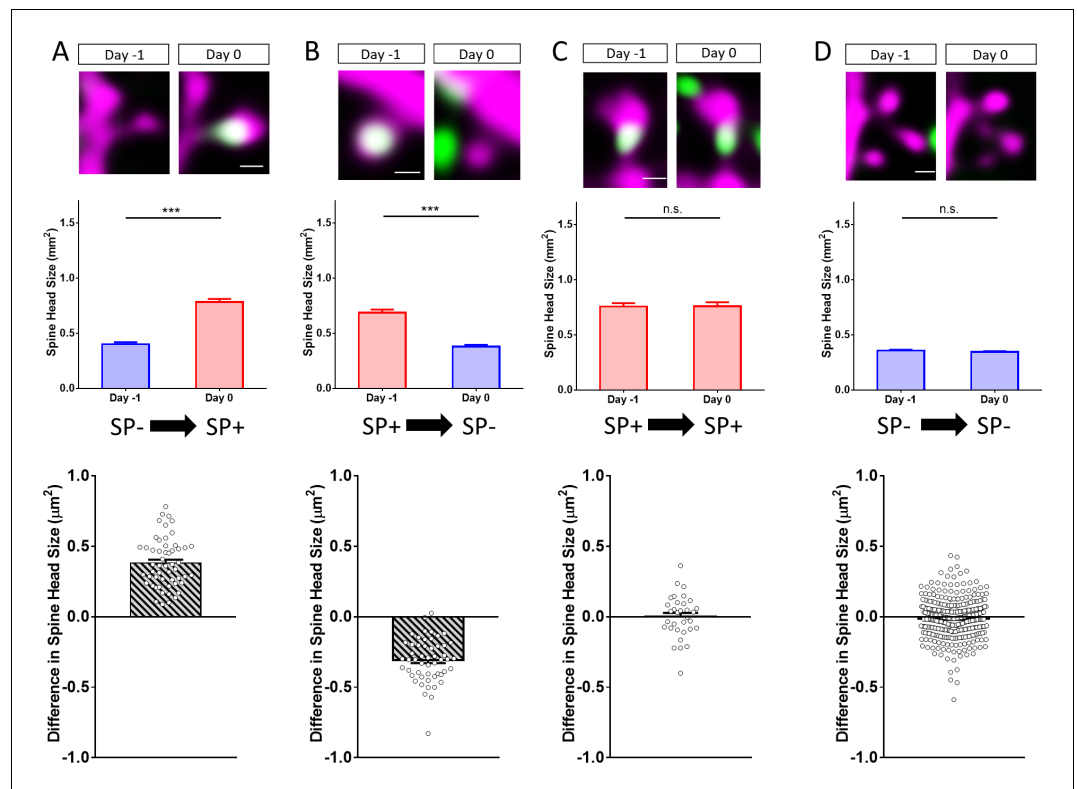 A
Day -1
Day 0
B
Day -1
Day 0
C
Day -1
Day 0
D
Day -1
Day 0
Spine Head Size (mm²)
1.5
1.0
0.5
0.0
***
Day -1
Day 0
SP-
SP+
Spine Head Size (mm²)
1.5
1.0
0.5
0.0
***
Day -1
Day 0
SP+
SP-
Spine Head Size (mm²)
1.5
1.0
0.5
0.0
n.s.
Day -1
Day 0
SP+
SP+
Spine Head Size (mm²)
1.5
1.0
0.5
0.0
n.s.
Day -1
Day 0
SP-
SP-
Difference in Spine Head Size (µm²)
1.0
0.5
0.0
-0.5
-1.0
Difference in Spine Head Size (µm²)
1.0
0.5
0.0
-0.5
-1.0
Difference in Spine Head Size (µm²)
1.0
0.5
0.0
-0.5
-1.0
Difference in Spine Head Size (µm²)
1.0
0.5
0.0
-0.5
-1.0